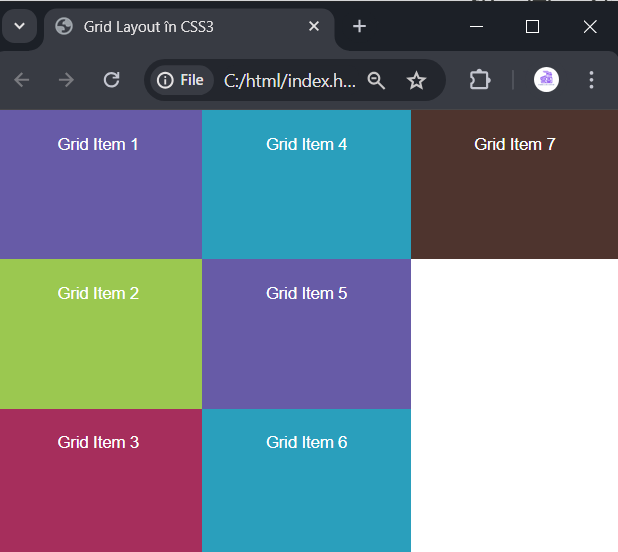 Grid Layout în CSS3
File
C:/html/index.h...
Grid Item 1
Grid Item 4
Grid Item 7
Grid Item 2
Grid Item 5
Grid Item 3
Grid Item 6